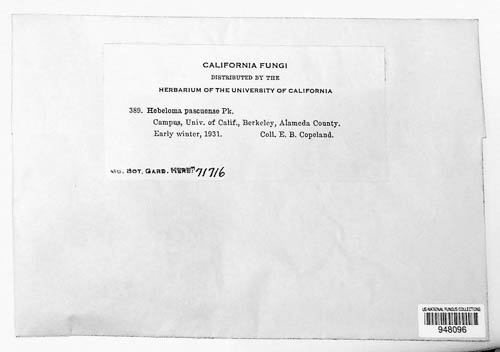 CALIFORNIA FUNGI
DISTRIBUTED BY THE
HERBARIUM OF THE UNIVERSITY OF CALIFORNIA
389. Hebeloma pascuense Pk.
Campus, Univ. of Calif., Berkeley, Alameda County.
Early winter, 1931. Coll. E. B. Copeland.
MO. BOT. GARD. HERB. 71716
US NATIONAL FUNGUS COLLECTIONS
948096